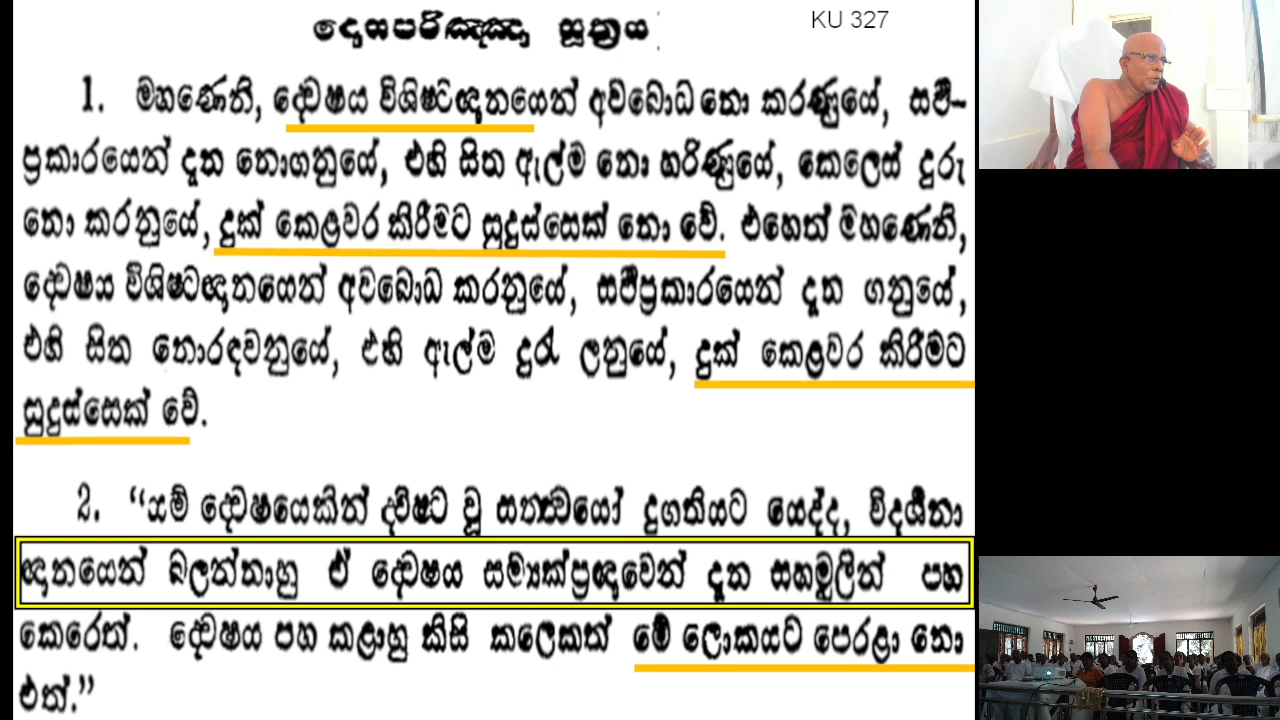 දොසපරිඤ්ඤා සූත්‍රය
KU 327
1. මහණෙනි, ද්වේෂය විශිෂ්ටඥානයෙන් අවබොධ නො කරණුයේ, සර්ව-
ප්‍රකාරයෙන් දැන නොගනුයේ, එහි සිත ඇල්ම නො හරිණුයේ, කෙලෙස් දුරු
නො කරනුයේ, දුක් කෙළවර කිරීමට සුදුස්සෙක් නො වේ. එහෙත් මහණෙනි,
ද්වේෂය විශිෂ්ටඥානයෙන් අවබොධ කරනුයේ, සර්වප්‍රකාරයෙන් දැන ගනුයේ,
එහි සිත නොරඳවනුයේ, එහි ඇල්ම දුරු ලනුයේ, දුක් කෙළවර කිරීමට
සුදුස්සෙක් වේ.
2. “යම් ද්වේෂයෙකින් ද්විෂ්ට වූ සත්ත්වයෝ දුගතියට යෙද්ද, විදර්ශනා
ඥානයෙන් බලන්නාහු ඒ ද්වේෂය සම්‍යක්ප්‍රඥාවෙන් දැන සහමුලින් පහ
කෙරෙත්. ද්වේෂය පහ කළාහු කිසි කලෙකත් මේ ලොකයට පෙරළා නො
එත්.”